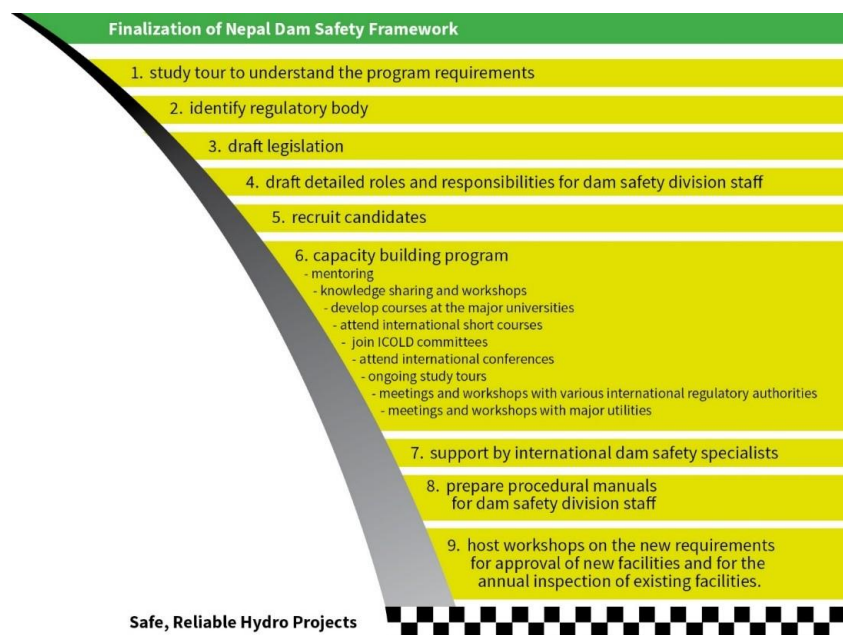 Finalization of Nepal Dam Safety Framework
1. study tour to understand the program requirements
2. identify regulatory body
3. draft legislation
4. draft detailed roles and responsibilities for dam safety division staff
5. recruit candidates
6. capacity building program
- mentoring
- knowledge sharing and workshops
- develop courses at the major universities
- attend international short courses
- join ICOLD committees
- attend international conferences
- ongoing study tours
- meetings and workshops with various international regulatory authorities
- meetings and workshops with major utilities
7. support by international dam safety specialists
8. prepare procedural manuals
for dam safety division staff
9. host workshops on the new requirements
for approval of new facilities and for the
annual inspection of existing facilities.
Safe, Reliable Hydro Projects